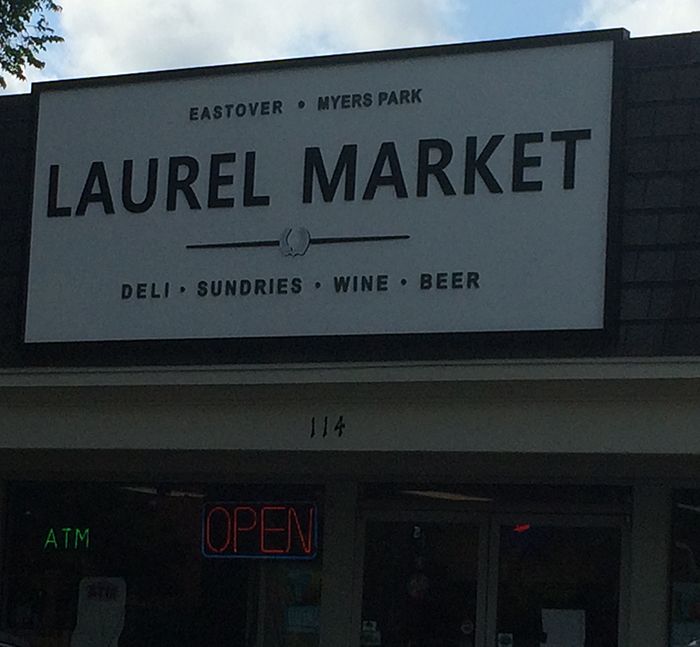 EASTOVER • MYERS PARK
LAUREL MARKET
DELI • SUNDRIES • WINE • BEER
114
ATM
OPEN